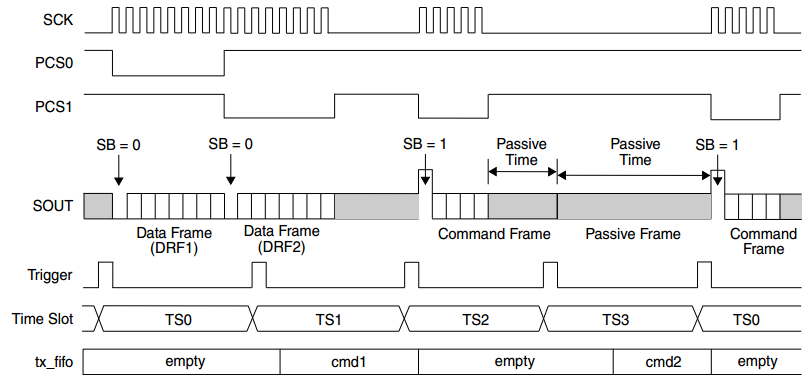 SCK
PCS0
PCS1
SB = 0
SB = 0
SB = 1
Passive
Time
Passive
Time
SB = 1
SOUT
Data Frame
(DRF1)
Data Frame
(DRF2)
Command Frame
Passive Frame
Command
Frame
Trigger
Time Slot
TS0
TS1
TS2
TS3
TS0
tx_fifo
empty
cmd1
empty
cmd2
empty